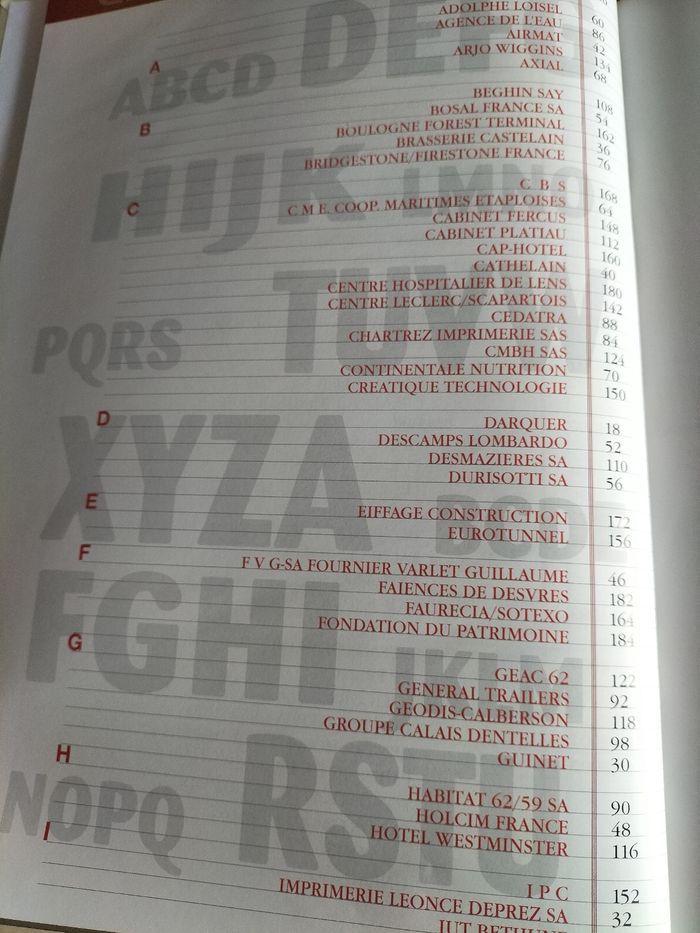 ADOLPHE LOISEL 60
AGENCE DE L'EAU 86
AIRMAT 42
ARJO WIGGINS 134
AXIAL 68
A
ABCD
BEGHIN SAY 108
BOSAL FRANCE SA 54
B
BOULOGNE FOREST TERMINAL 162
BRASSERIE CASTELAIN 36
BRIDGESTONE/FIRESTONE FRANCE 76
HIJK LMNO
C B S 168
C
C M E. COOP. MARITIMES ETAPLOISES 64
CABINET FERCUS 148
CABINET PLATIAU 112
CAP-HOTEL 160
CATHELAIN 40
CENTRE HOSPITALIER DE LENS 180
CENTRE LECLERC/SCAPARTOIS 142
CEDATRA 88
CHARTREZ IMPRIMERIE SAS 84
CMBH SAS 124
CONTINENTALE NUTRITION 70
CREATIQUE TECHNOLOGIE 150
PQRS
D
DARQUER 18
DESCAMPS LOMBARDO 52
DESMAZIERES SA 110
DURISOTTI SA 56
XYZA BCD
E
EIFFAGE CONSTRUCTION 172
EUROTUNNEL 156
F
F V G-SA FOURNIER VARLET GUILLAUME 46
FAIENCES DE DESVRES 182
FAURECIA/SOTEXO 164
FONDATION DU PATRIMOINE 184
FGHI JKLM
G
GEAC 62 122
GENERAL TRAILERS 92
GEODIS-CALBERSON 118
GROUPE CALAIS DENTELLES 98
GUINET 30
H
HABITAT 62/59 SA 90
HOLCIM FRANCE 48
HOTEL WESTMINSTER 116
NOPQ RSTU
I
I P C 152
IMPRIMERIE LEONCE DEPREZ SA 32
IUT BETHUNE